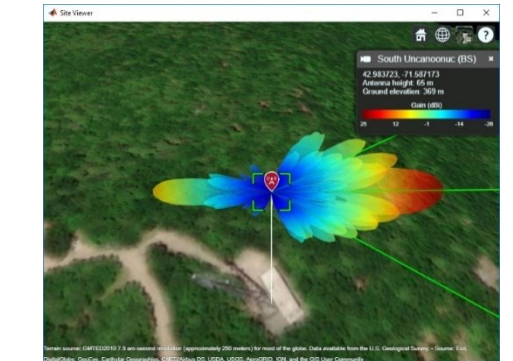 Site Viewer
?
South Uncanoonuc (BS)
42.983723, -71.587173
Antenna height: 65 m
Ground elevation: 369 m
Gain (dBi)
25 12 -1 -14 -28
Terrain source: GMTED2010 7.5 arc-second resolution (approximately 250 meters) for most of the globe. Data available from the U.S. Geological Survey. - Source: Esri,
DigitalGlobe, GeoEye, Earthstar Geographics, CNES/Airbus DS, USDA, USGS, AeroGRID, IGN, and the GIS User Community